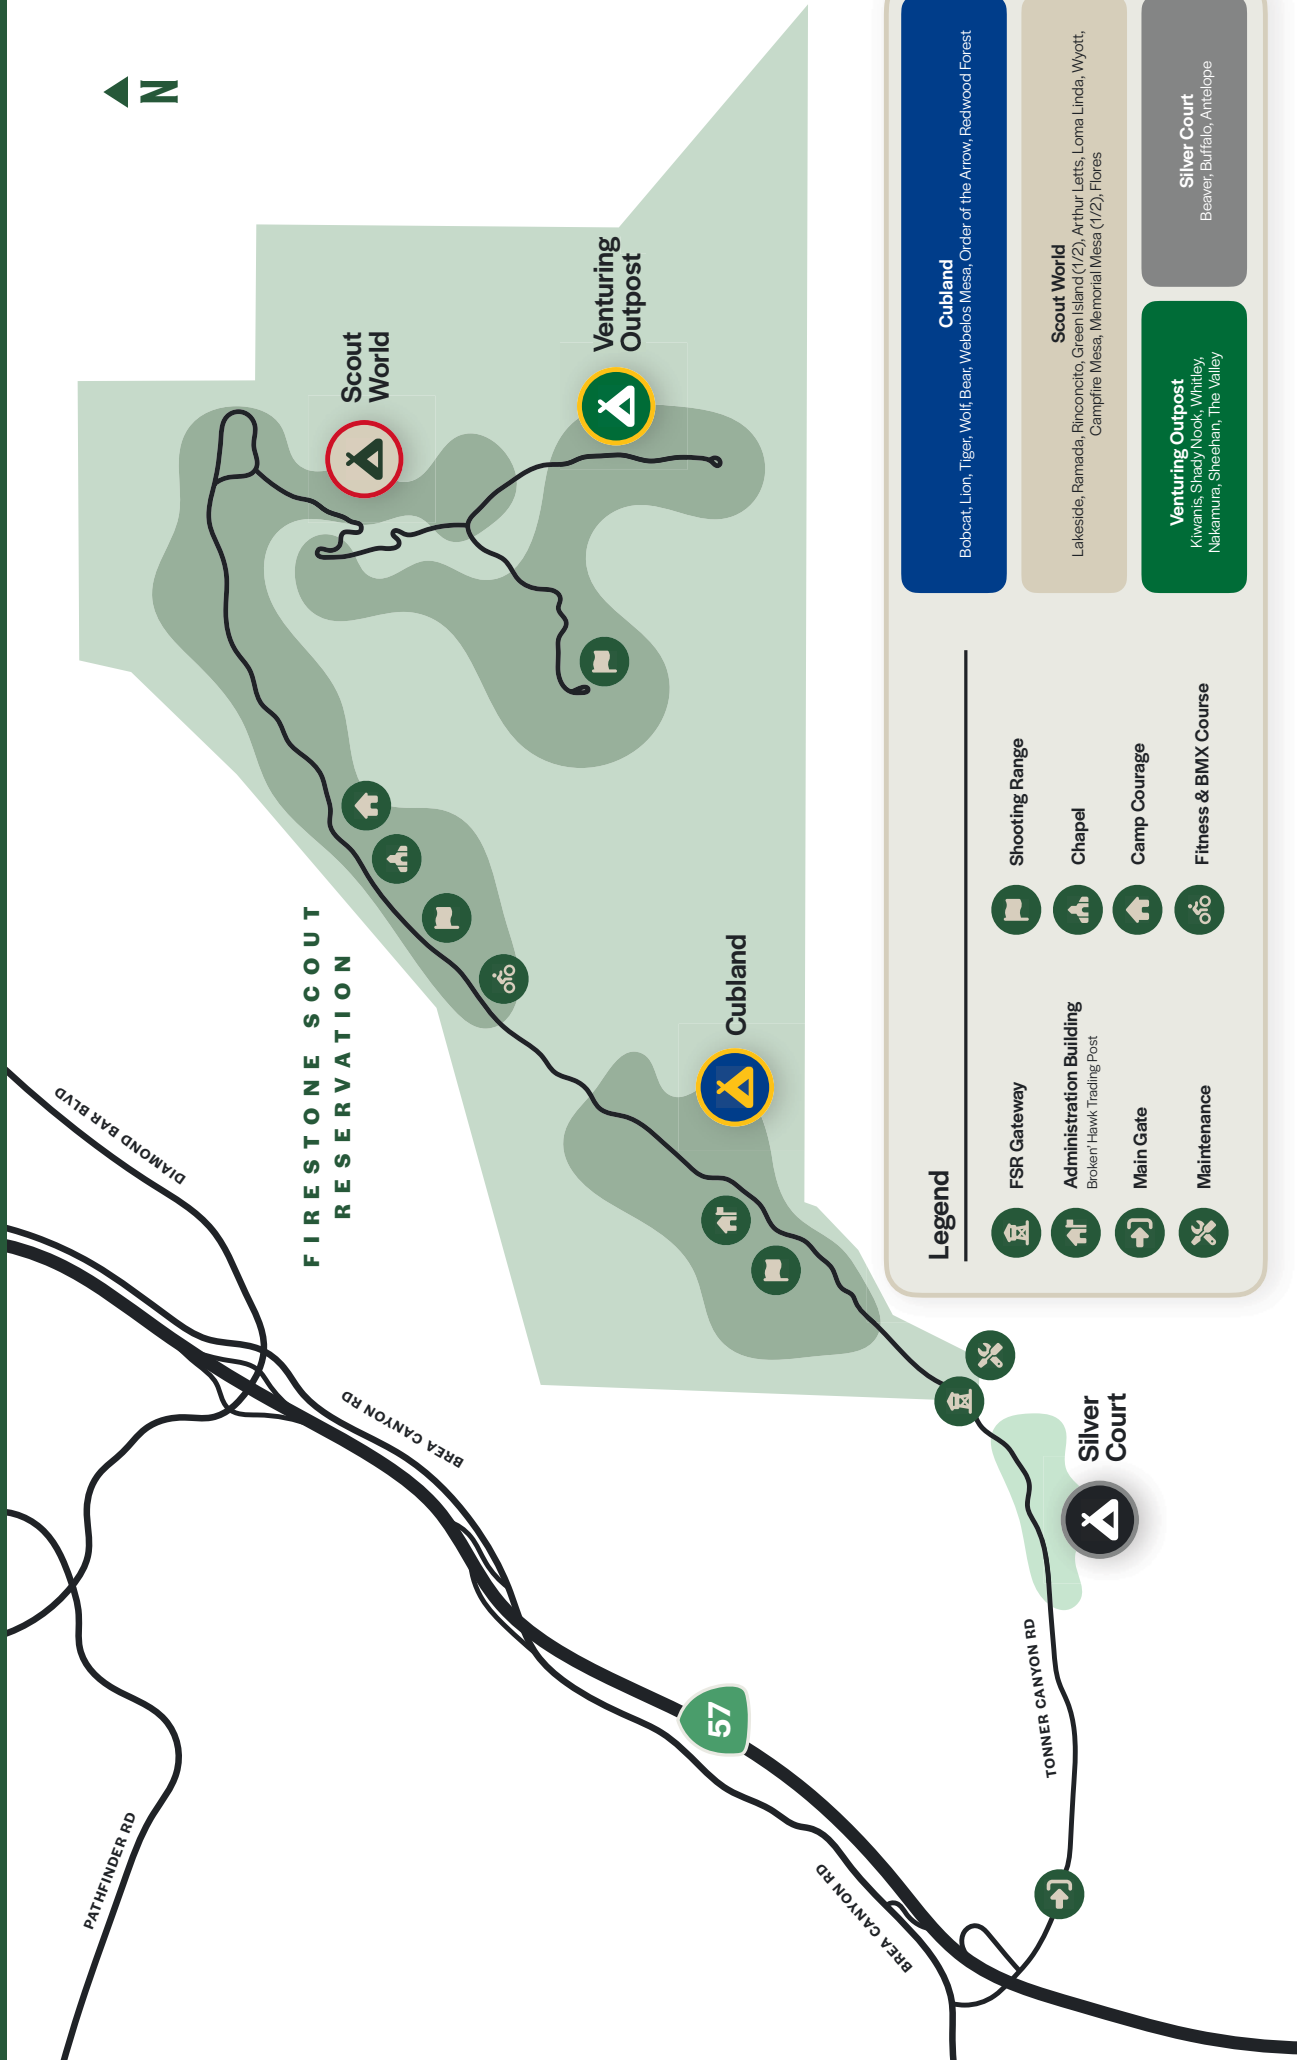 N
DIAMOND BAR BLVD
FIRESTONE SCOUT
RESERVATION
BREA CANYON RD
PATHFINDER RD
57
BREA CANYON RD
TONNER CANYON RD
Scout
World
Venturing
Outpost
Cubland
Silver
Court
Legend
FSR Gateway
Administration Building
Broken' Hawk Trading Post
Main Gate
Maintenance
Shooting Range
Chapel
Camp Courage
Fitness & BMX Course
Cubland
Bobcat, Lion, Tiger, Wolf, Bear, Webelos Mesa, Order of the Arrow, Redwood Forest
Scout World
Lakeside, Ramada, Rinconcito, Green Island (1/2), Arthur Letts, Loma Linda, Wyott,
Campfire Mesa, Memorial Mesa (1/2), Flores
Venturing Outpost
Kiwanis, Shady Nook, Whitley,
Nakamura, Sheehan, The Valley
Silver Court
Beaver, Buffalo, Antelope